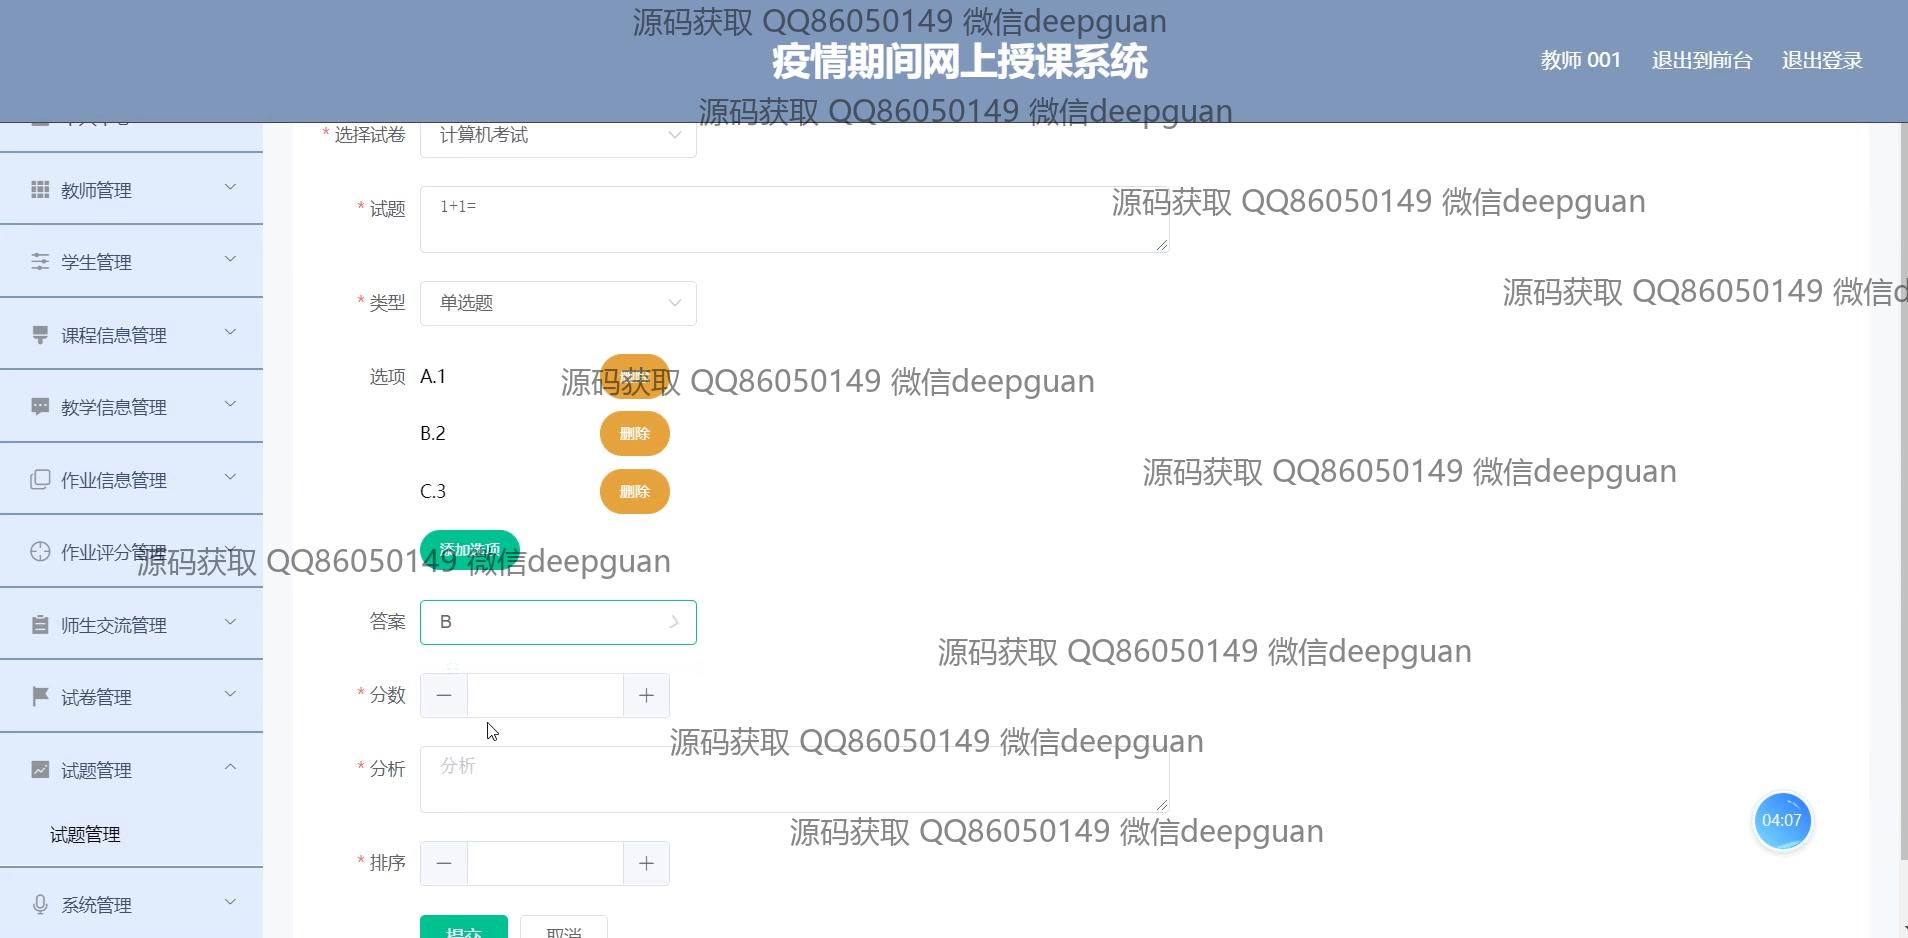 源码获取 QQ86050149 微信deepguan
疫情期间网上授课系统
教师 001
退出到前台
退出登录
源码获取 QQ86050149 微信deepguan
* 选择试卷
计算机考试
教师管理
* 试题
1+1=
源码获取 QQ86050149 微信deepguan
学生管理
* 类型
单选题
源码获取 QQ86050149 微信d
课程信息管理
选项
A.1
源码获取 QQ86050149 微信deepguan
教学信息管理
B.2
删除
作业信息管理
C.3
删除
源码获取 QQ86050149 微信deepguan
作业评分管理
添加选项
源码获取 QQ86050149 微信deepguan
师生交流管理
答案
B
源码获取 QQ86050149 微信deepguan
试卷管理
* 分数
源码获取 QQ86050149 微信deepguan
试题管理
* 分析
分析
04:07
试题管理
源码获取 QQ86050149 微信deepguan
* 排序
系统管理
提交
取消